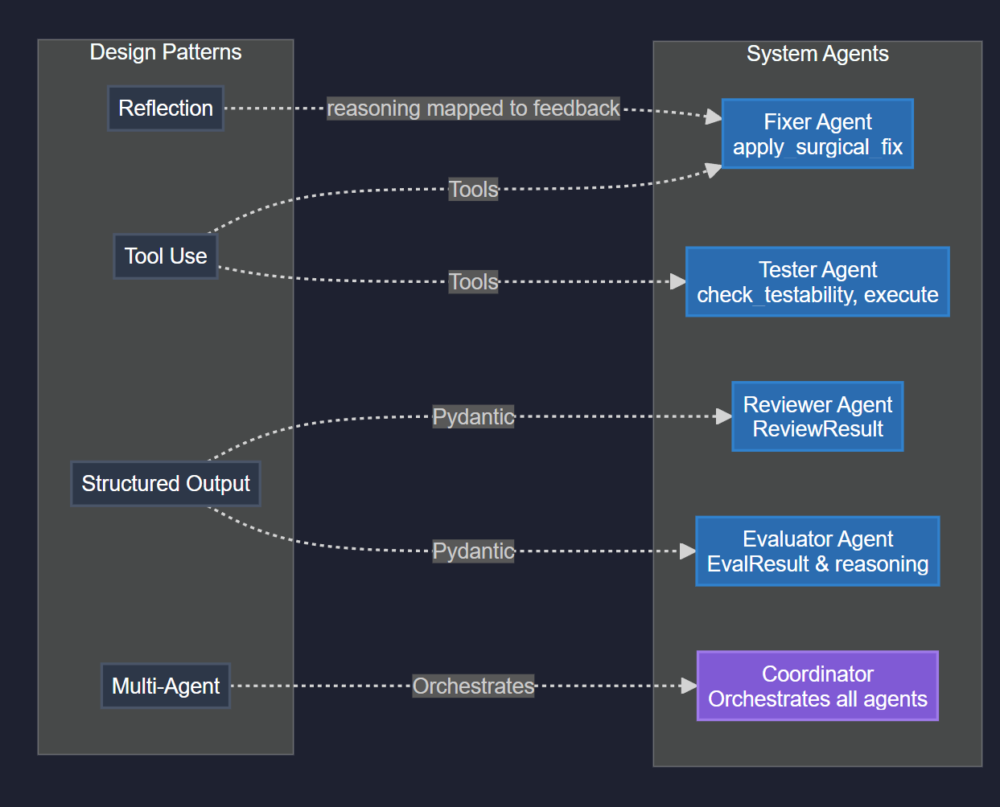 Design Patterns
Reflection
Tool Use
Structured Output
Multi-Agent
reasoning mapped to feedback
Tools
Tools
Pydantic
Pydantic
Orchestrates
System Agents
Fixer Agent
apply_surgical_fix
Tester Agent
check_testability, execute
Reviewer Agent
ReviewResult
Evaluator Agent
EvalResult & reasoning
Coordinator
Orchestrates all agents